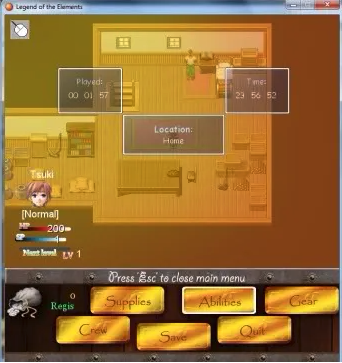 Legend of the Elements
Played:
00 01 57
Time:
23 56 52
Location:
Home
Tsuki
[Normal]
HP 200
Next level LV 1
Press 'Esc' to close main menu
0
Regis
Supplies
Abilities
Gear
Crew
Save
Quit